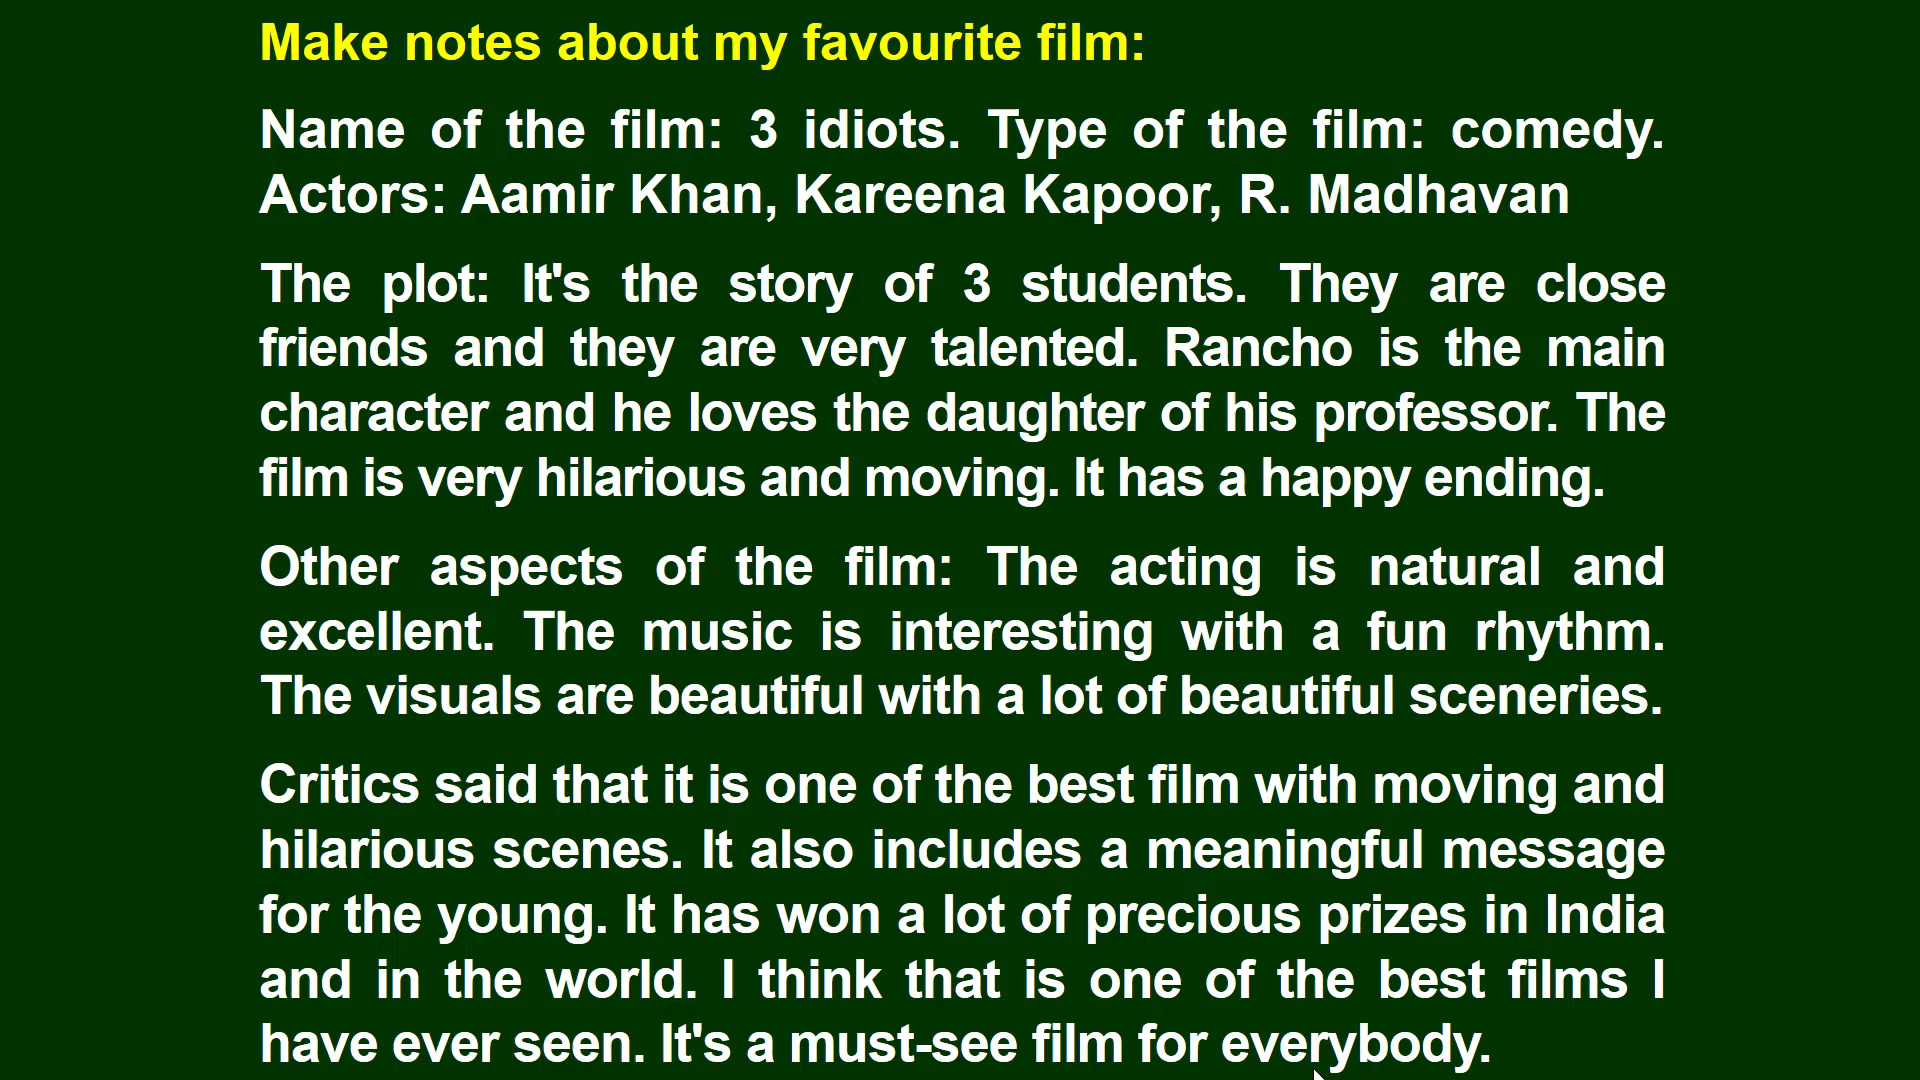 Make notes about my favourite film:
Name of the film: 3 idiots. Type of the film: comedy.
Actors: Aamir Khan, Kareena Kapoor, R. Madhavan
The plot: It's the story of 3 students. They are close
friends and they are very talented. Rancho is the main
character and he loves the daughter of his professor. The
film is very hilarious and moving. It has a happy ending.
Other aspects of the film: The acting is natural and
excellent. The music is interesting with a fun rhythm.
The visuals are beautiful with a lot of beautiful sceneries.
Critics said that it is one of the best film with moving and
hilarious scenes. It also includes a meaningful message
for the young. It has won a lot of precious prizes in India
and in the world. I think that is one of the best films I
have ever seen. It's a must-see film for everybody.